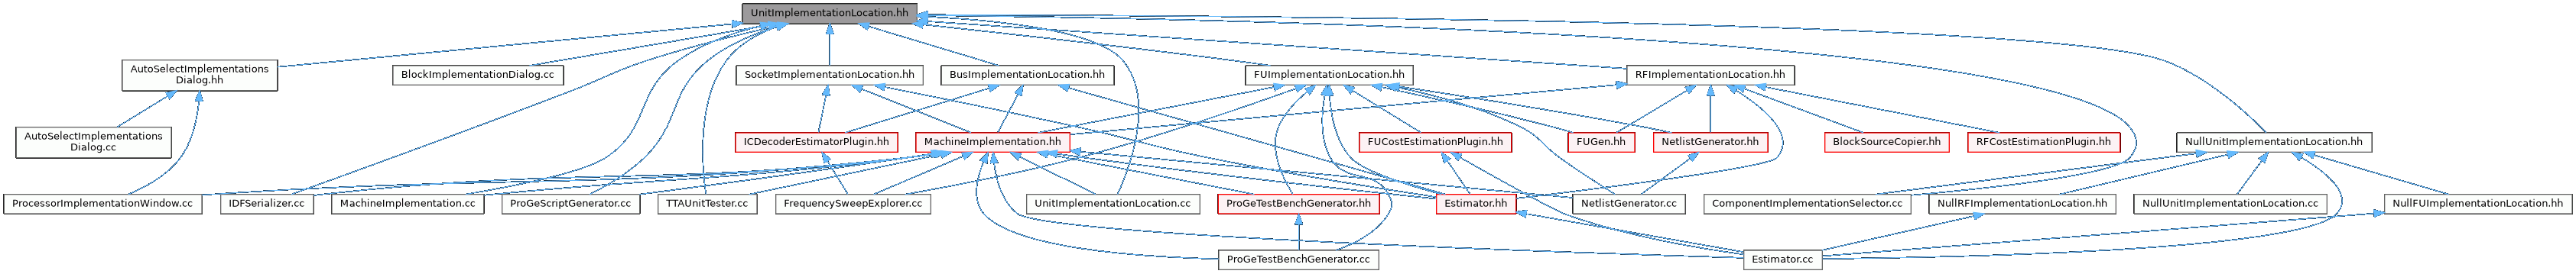 UnitImplementationLocation.hh
AutoSelectImplementations
Dialog.hh
BlockImplementationDialog.cc
SocketImplementationLocation.hh
BusImplementationLocation.hh
FUImplementationLocation.hh
RFImplementationLocation.hh
AutoSelectImplementations
Dialog.cc
ICDecoderEstimatorPlugin.hh
MachineImplementation.hh
FUCostEstimationPlugin.hh
FUGen.hh
NetlistGenerator.hh
BlockSourceCopier.hh
RFCostEstimationPlugin.hh
NullUnitImplementationLocation.hh
ProcessorImplementationWindow.cc
IDFSerializer.cc
MachineImplementation.cc
ProGeScriptGenerator.cc
TTAUnitTester.cc
FrequencySweepExplorer.cc
UnitImplementationLocation.cc
ProGeTestBenchGenerator.hh
Estimator.hh
NetlistGenerator.cc
ComponentImplementationSelector.cc
NullRFImplementationLocation.hh
NullUnitImplementationLocation.cc
NullFUImplementationLocation.hh
ProGeTestBenchGenerator.cc
Estimator.cc